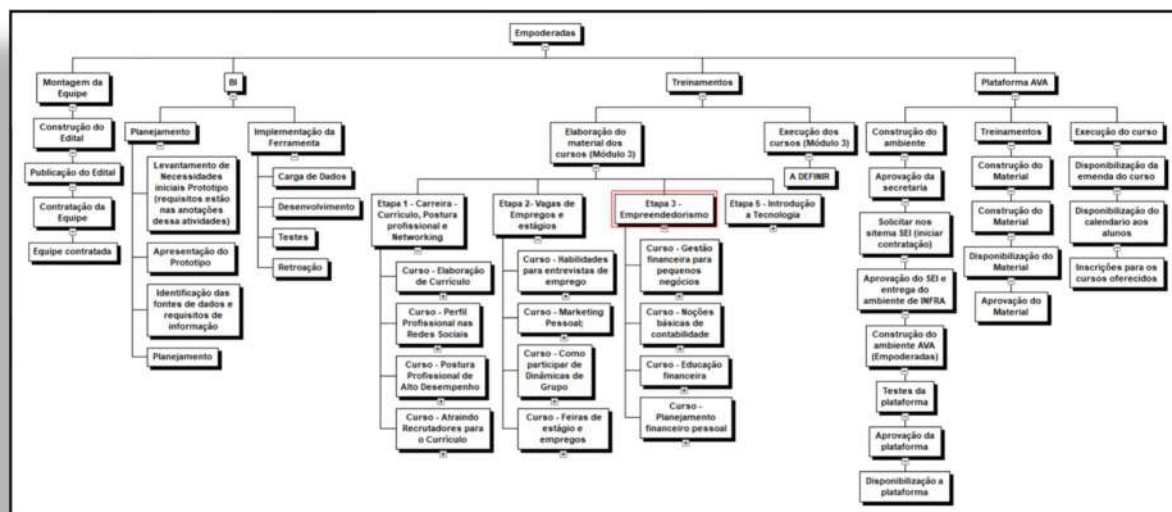 Empoderadas
Montagem da
Equipe
Construção do
Edital
Publicação do Edital
Contratação da
Equipe
Equipe contratada
BI
Planejamento
Levantamento de
Necessidades
iniciais Prototipo
(requisitos estão
nas anotações
dessa atividades)
Apresentação do
Prototipo
Identificação das
fontes de dados e
requisitos de
informação
Planejamento
Implementação da
Ferramenta
Carga de Dados
Desenvolvimento
Testes
Retroação
Treinamentos
Elaboração do
material dos
cursos (Módulo 3)
Etapa 1 - Carreira -
Currículo, Postura
profissional e
Networking
Curso - Elaboração
de Currículo
Curso - Perfil
Profissional nas
Redes Sociais
Curso - Postura
Profissional de
Alto Desempenho
Curso - Atraindo
Recrutadores para
o Currículo
Etapa 2- Vagas de
Empregos e
estágios
Curso - Habilidades
para entrevistas de
emprego
Curso - Marketing
Pessoal;
Curso - Como
participar de
Dinâmicas de
Grupo
Curso - Feiras de
estágio e
empregos
Etapa 3 -
Empreendedorismo
Curso - Gestão
financeira para
pequenos
negócios
Curso - Noções
básicas de
contabilidade
Curso - Educação
financeira
Curso -
Planejamento
financeiro pessoal
Etapa 5 - Introdução
a Tecnologia
Execução dos
cursos (Módulo 3)
A DEFINIR
Plataforma AVA
Construção do
ambiente
Aprovação da
secretaria
Solicitar nos
sitema SEI (iniciar
contratação)
Aprovação do SEI e
entrega do
ambiente de INFRA
Construção do
ambiente AVA
(Empoderadas)
Testes da
plataforma
Aprovação da
plataforma
Disponibilização a
plataforma
Treinamentos
Construção do
Material
Construção do
Material
Disponibilização do
Material
Aprovação do
Material
Execução do curso
Disponibilização da
emenda do curso
Disponibilização do
calendario aos
alunos
Inscrições para os
cursos oferecidos